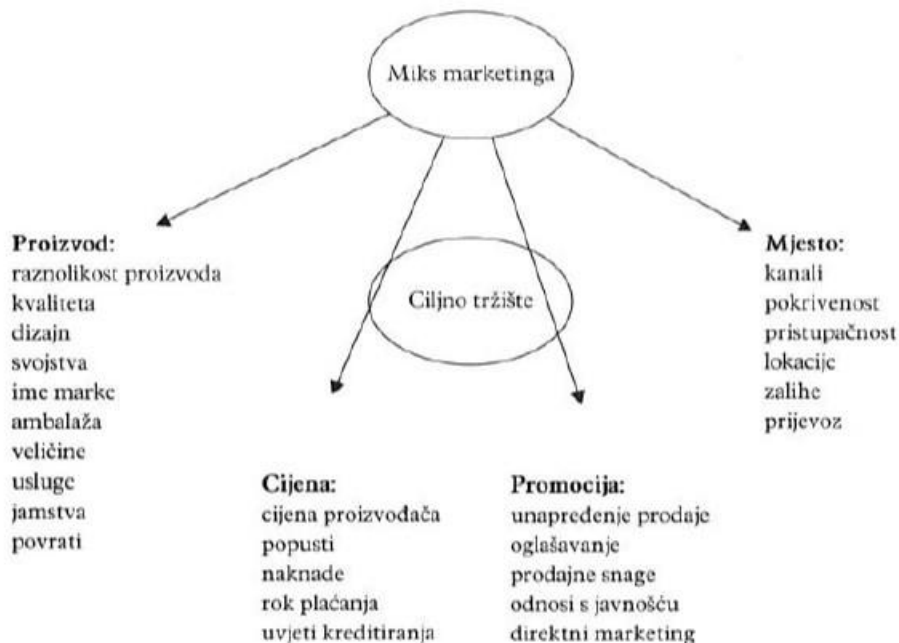 Miks marketinga
Ciljno tržište
Proizvod:
raznolikost proizvoda
kvaliteta
dizajn
svojstva
ime marke
ambalaža
veličine
usluge
jamstva
povrati
Cijena:
cijena proizvođača
popusti
naknade
rok plaćanja
uvjeti kreditiranja
Promocija:
unapređenje prodaje
oglašavanje
prodajne snage
odnosi s javnošću
direktni marketing
Mjesto:
kanali
pokrivenost
pristupačnost
lokacije
zalihe
prijevoz